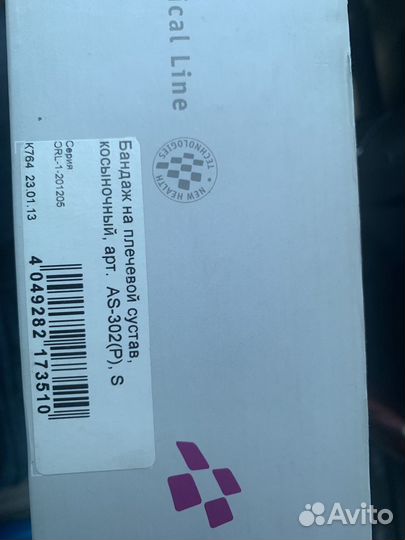 ical Line
NEW HEALTH TECHNOLOGIES
Бандаж на плечевой сустав,
косыночный, арт. AS-302(P), S
Серия
ORL-1-201205
K764 23.01.13
4 049282 173510
Avito